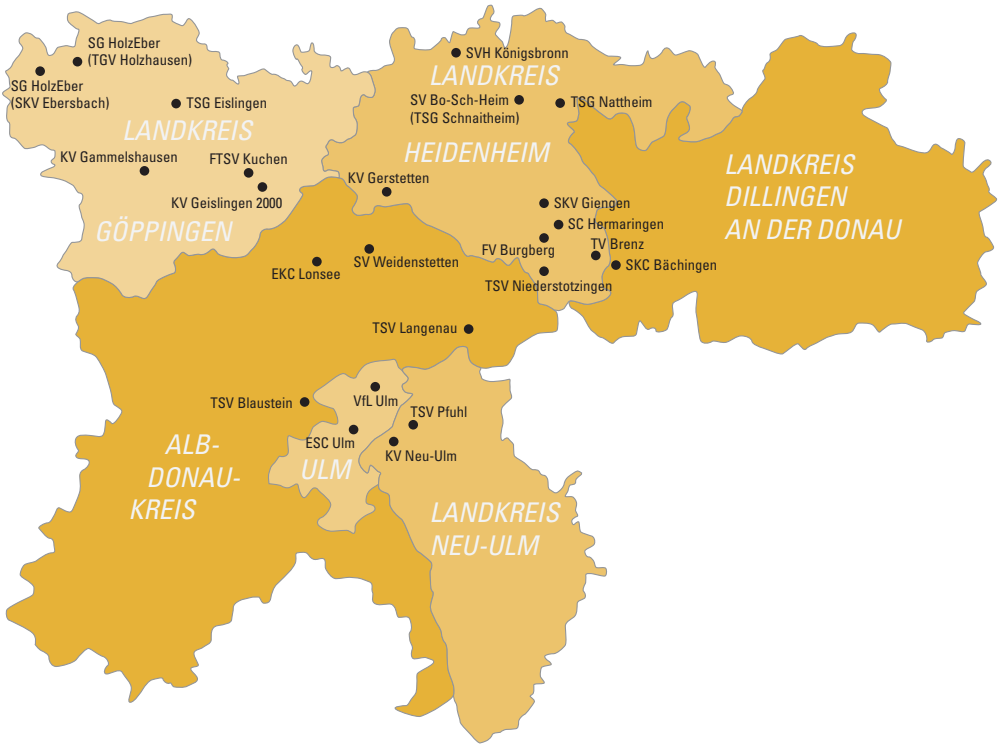 SG HolzEber
(TGV Holzhausen)
SG HolzEber
(SKV Ebersbach)
TSG Eislingen
LANDKREIS
GÖPPINGEN
KV Gammelshausen
FTSV Kuchen
KV Geislingen 2000
SVH Königsbronn
LANDKREIS
HEIDENHEIM
SV Bo-Sch-Heim
(TSG Schnaitheim)
TSG Nattheim
KV Gerstetten
SKV Giengen
SC Hermaringen
FV Burgberg
TV Brenz
TSV Niederstotzingen
SKC Bächingen
LANDKREIS
DILLINGEN
AN DER DONAU
EKC Lonsee
SV Weidenstetten
TSV Langenau
TSV Blaustein
ALB-
DONAU-
KREIS
VfL Ulm
ESC Ulm
ULM
TSV Pfuhl
KV Neu-Ulm
LANDKREIS
NEU-ULM